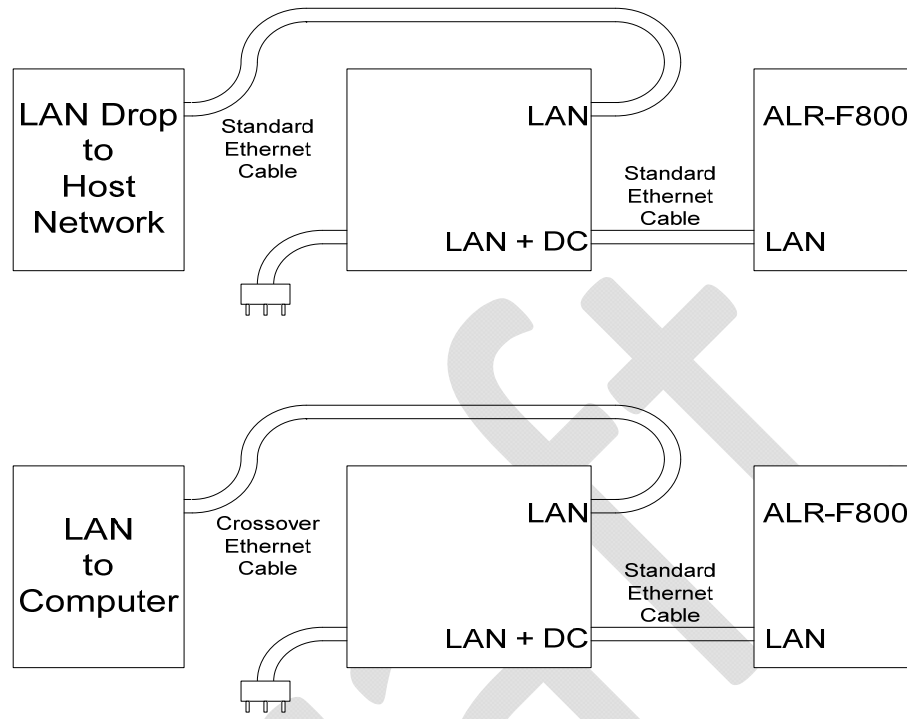 LAN Drop
to
Host
Network
Standard
Ethernet
Cable
LAN
LAN + DC
Standard
Ethernet
Cable
ALR-F800
LAN
LAN
to
Computer
Crossover
Ethernet
Cable
LAN
LAN + DC
Standard
Ethernet
Cable
ALR-F800
LAN